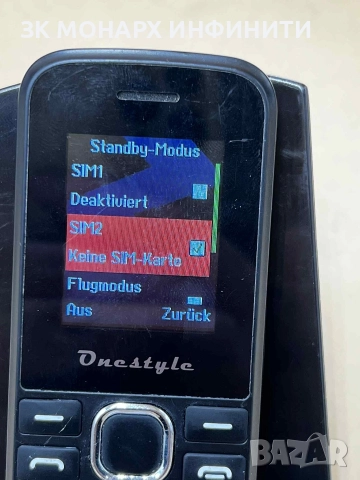 ЗК МОНАРХ ИНФИНИТИ
Standby-Modus
SIM1
Deaktiviert
SIM2
Keine SIM-Karte
Flugmodus
Aus Zurück
Onestyle
BAZAR